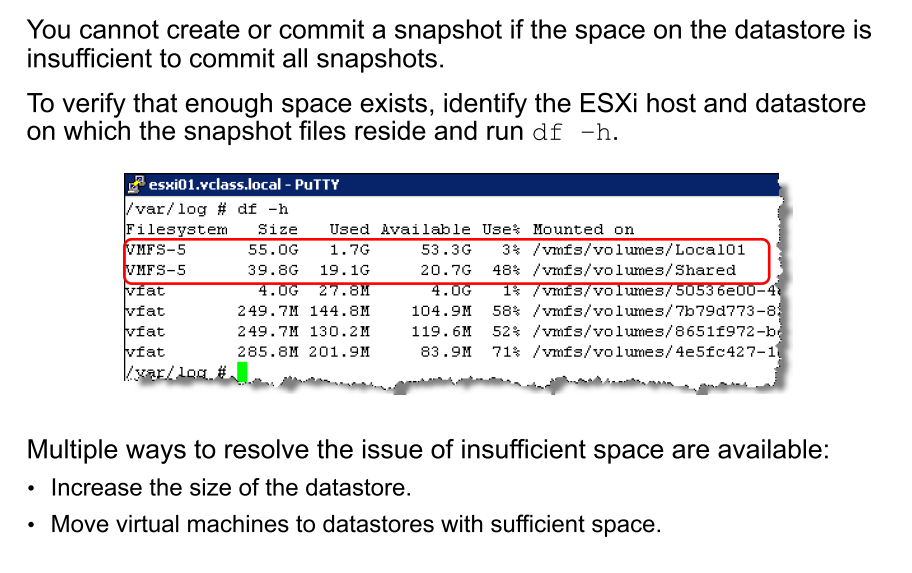 You cannot create or commit a snapshot if the space on the datastore is
insufficient to commit all snapshots.
To verify that enough space exists, identify the ESXi host and datastore
on which the snapshot files reside and run df -h.
esxi01.vclass.local - PuTTY
/var/log # df -h
Filesystem Size Used Available Use% Mounted on
VMFS-5 55.0G 1.7G 53.3G 3% /vmfs/volumes/Local01
VMFS-5 39.8G 19.1G 20.7G 48% /vmfs/volumes/Shared
vfat 4.0G 27.8M 4.0G 1% /vmfs/volumes/50536e00-4
vfat 249.7M 144.8M 104.9M 58% /vmfs/volumes/7b79d773-8
vfat 249.7M 130.2M 119.6M 52% /vmfs/volumes/8651f972-b
vfat 285.8M 201.9M 83.9M 71% /vmfs/volumes/4e5fc427-1
/var/log #
Multiple ways to resolve the issue of insufficient space are available:
• Increase the size of the datastore.
• Move virtual machines to datastores with sufficient space.